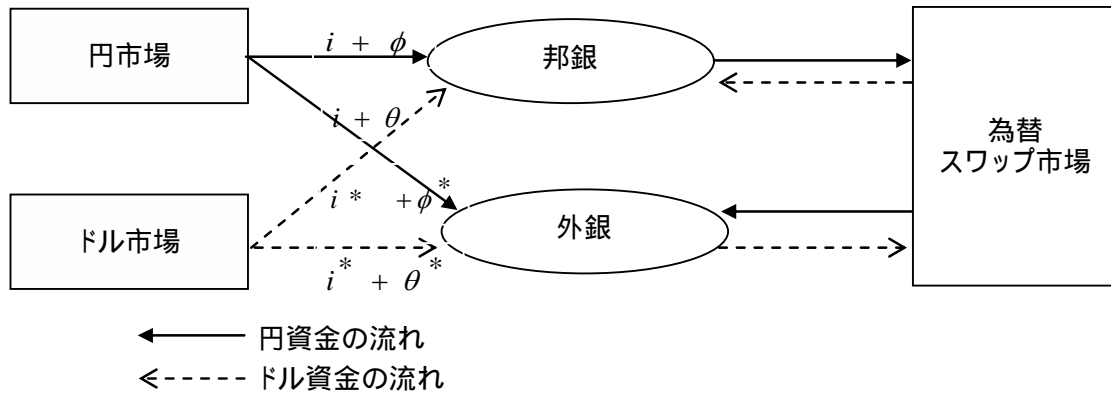 円市場
i + φ
邦銀
i + θ
為替
スワップ市場
i* + φ*
外銀
ドル市場
i* + θ*
円資金の流れ
ドル資金の流れ